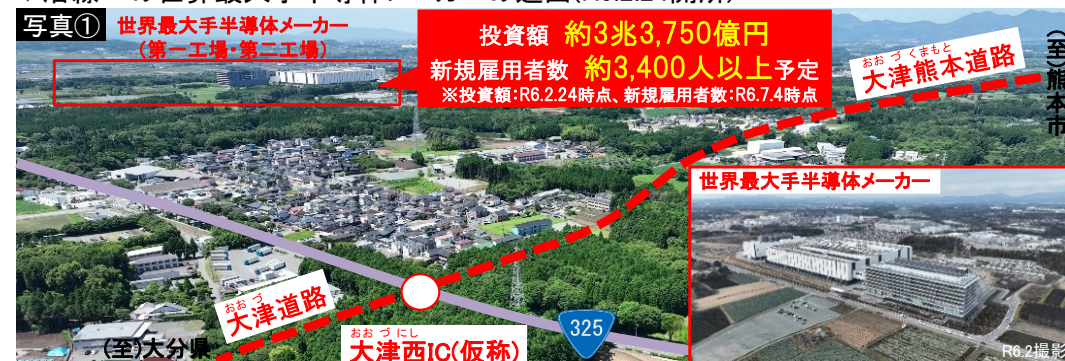 写真①
世界最大手半導体メーカー
(第一工場・第二工場)
投資額 約3兆3,750億円
新規雇用者数 約3,400人以上予定
※投資額:R6.2.24時点、新規雇用者数:R6.7.4時点
おおづくまもと
大津熊本道路
(至)熊本市
世界最大手半導体メーカー
おおづ
大津道路
(至)大分県
おおづにし
大津西IC(仮称)
325
R6.2撮影